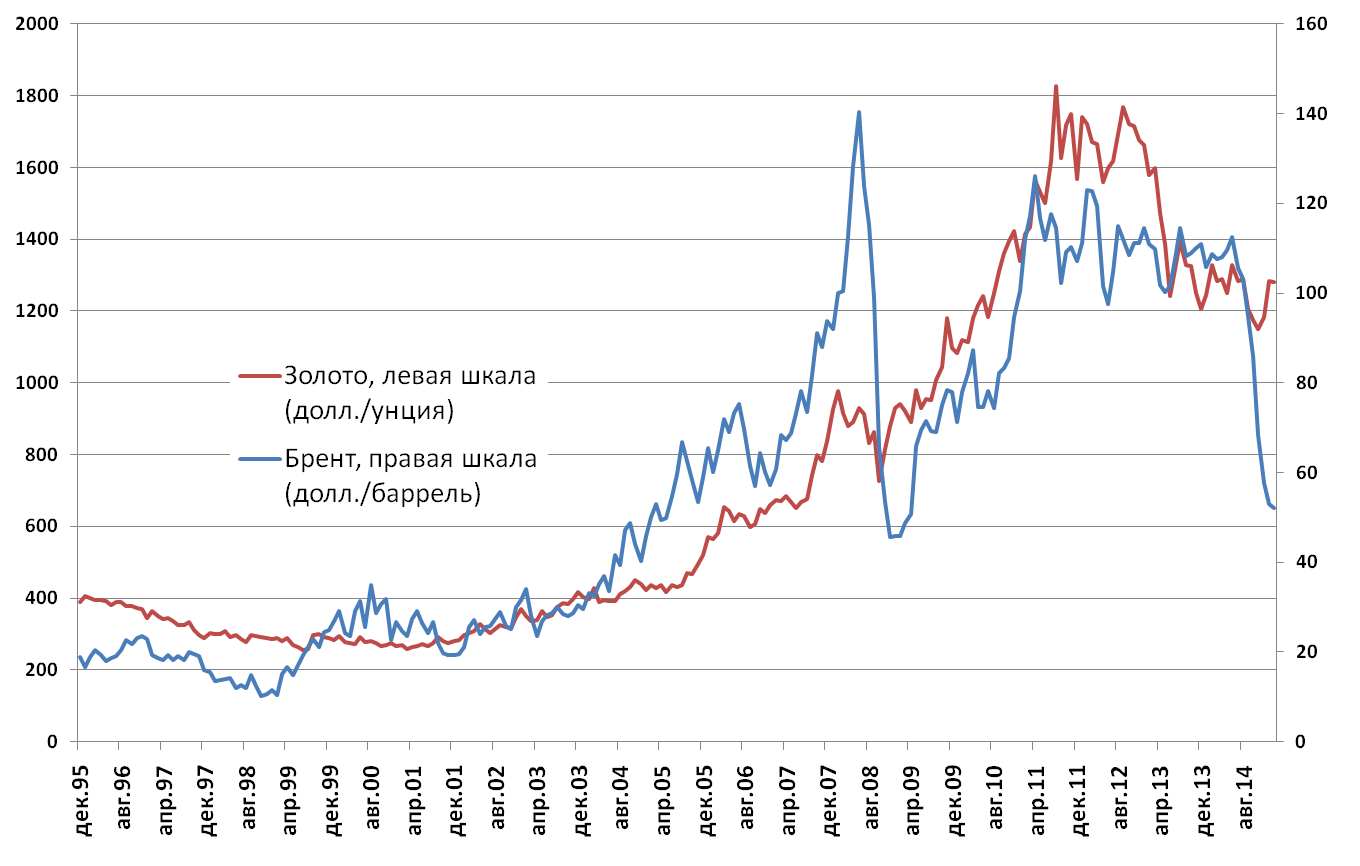 2000
1800
1600
1400
1200
1000
800
600
400
200
0
160
140
120
100
80
60
40
20
0
Золото, левая шкала
(долл./унция)
Брент, правая шкала
(долл./баррель)
дек.95
авг.96
апр.97
дек.97
авг.98
апр.99
дек.99
авг.00
апр.01
дек.01
авг.02
апр.03
дек.03
авг.04
апр.05
дек.05
авг.06
апр.07
дек.07
авг.08
апр.09
дек.09
авг.10
апр.11
дек.11
авг.12
апр.13
дек.13
авг.14